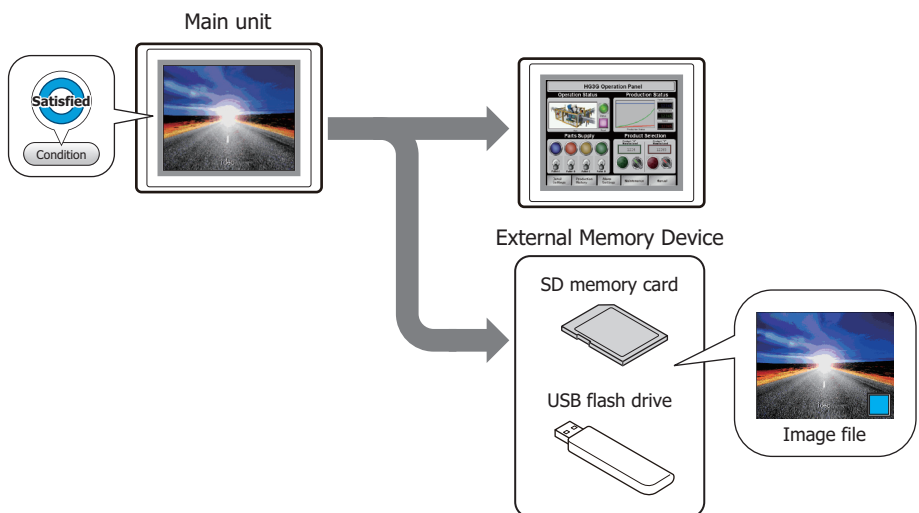 Main unit
Satisfied
Condition
HG3G Operation Panel
Operation Status
Production Status
Parts Supply
Product Selection
External Memory Device
SD memory card
USB flash drive
Image file